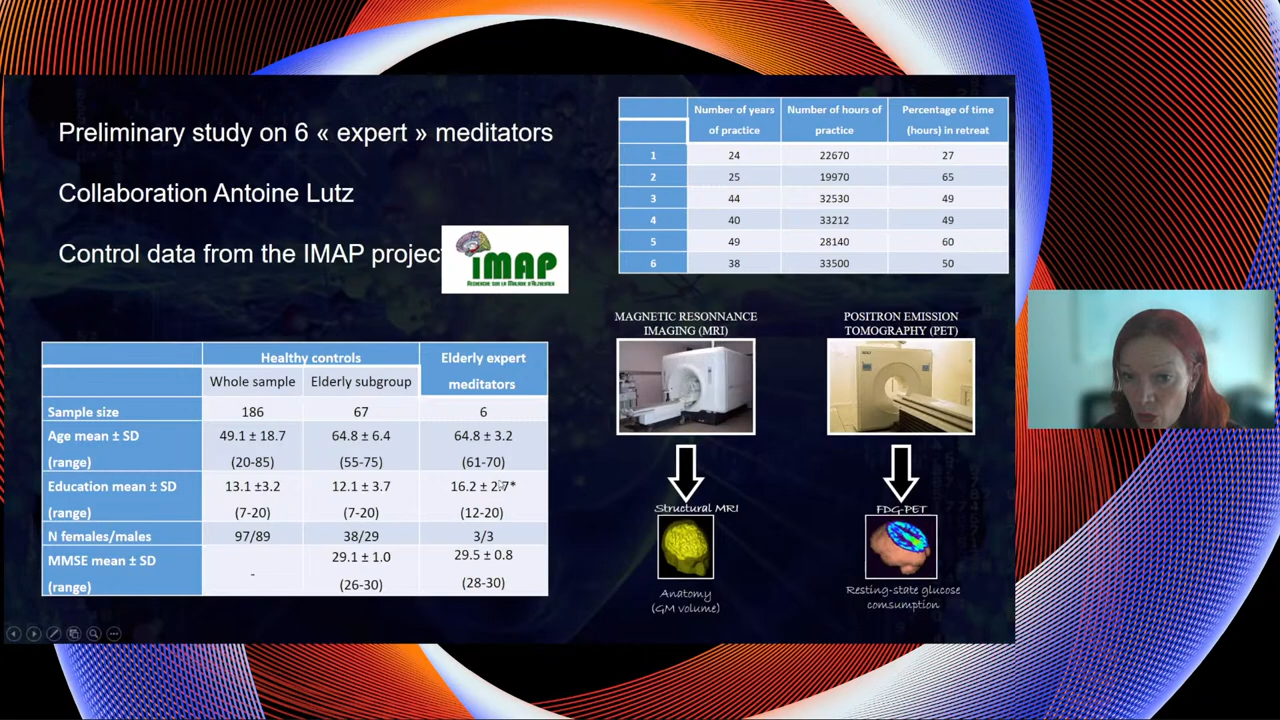 Preliminary study on 6 « expert » meditators
Collaboration Antoine Lutz
Control data from the IMAP project
iMAP
RECHERCHE SUR LA MALADIE D'ALZHEIMER
Number of years of practice Number of hours of practice Percentage of time (hours) in retreat
1 24 22670 27
2 25 19970 65
3 44 32530 49
4 40 33212 49
5 49 28140 60
6 38 33500 50
Healthy controls Elderly expert meditators
Whole sample Elderly subgroup
Sample size 186 67 6
Age mean ± SD 49.1 ± 18.7 64.8 ± 6.4 64.8 ± 3.2
(range) (20-85) (55-75) (61-70)
Education mean ± SD 13.1 ±3.2 12.1 ± 3.7 16.2 ± 2.7*
(range) (7-20) (7-20) (12-20)
N females/males 97/89 38/29 3/3
MMSE mean ± SD - 29.1 ± 1.0 29.5 ± 0.8
(range) (26-30) (28-30)
MAGNETIC RESONNANCE
IMAGING (MRI)
Structural MRI
Anatomy
(GM volume)
POSITRON EMISSION
TOMOGRAPHY (PET)
FDG-PET
Resting-state glucose
comsumption